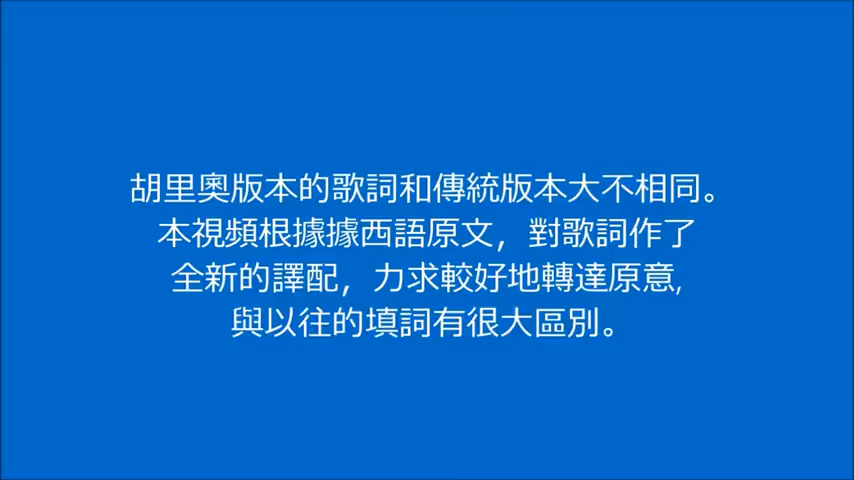 胡里奧版本的歌詞和傳統版本大不相同。
本視頻根據據西語原文，對歌詞作了
全新的譯配，力求較好地轉達原意,
與以往的填詞有很大區別。